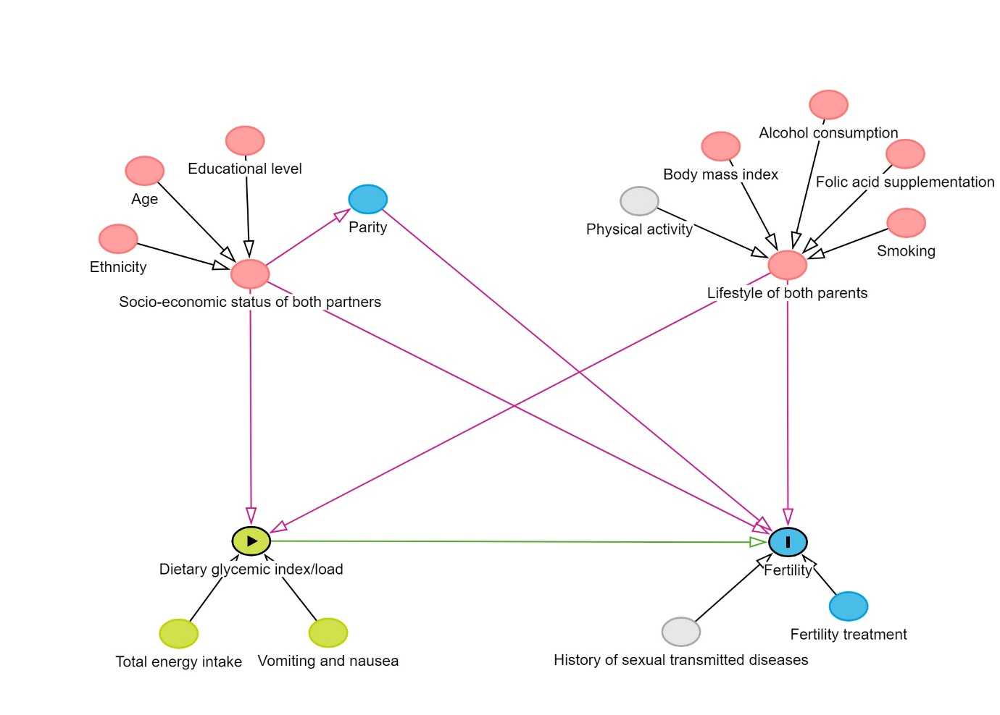 Alcohol consumption
Educational level
Body mass index
Folic acid supplementation
Age
Parity
Physical activity
Smoking
Ethnicity
Socio-economic status of both partners
Lifestyle of both parents
Dietary glycemic index/load
Fertility
Total energy intake
Vomiting and nausea
History of sexual transmitted diseases
Fertility treatment